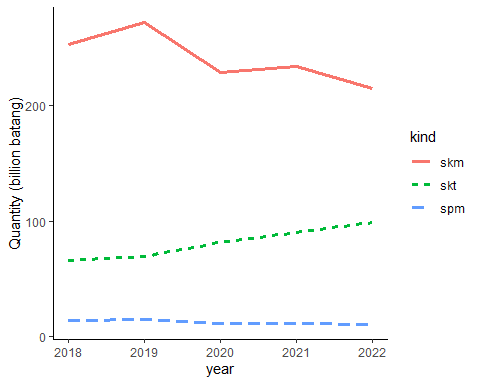 Quantity (billion batang)
200
100
0
2018 2019 2020 2021 2022
year
kind
skm
skt
spm